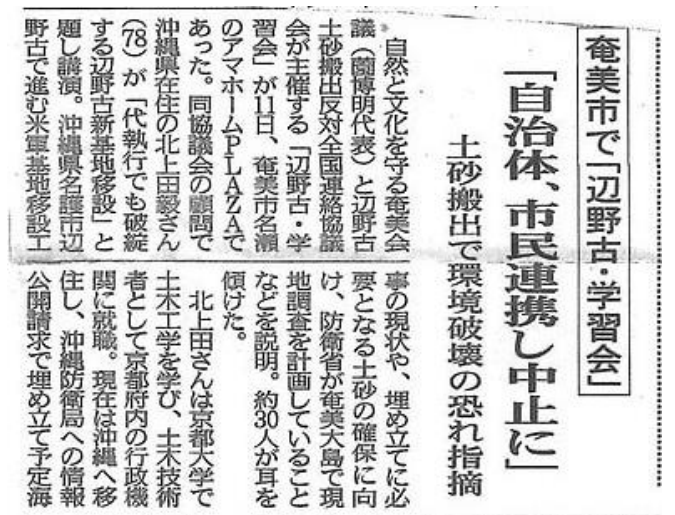 奄美市で「辺野古・学習会」
「自治体、市民連携し中止に」
土砂搬出で環境破壊の恐れ指摘
自然と文化を守る奄美会
議（薗博明代表）と辺野古
土砂搬出反対全国連絡協議
会が主催する「辺野古・学
習会」が11日、奄美市名瀬
のアマホームPLAZAで
あった。同協議会の顧問で
沖縄県在住の北上田毅さん
（78）が「代執行でも破綻
する辺野古新基地移設」と
題し講演。沖縄県名護市辺
野古で進む米軍基地移設工
事の現状や、埋め立てに必
要となる土砂の確保に向
け、防衛省が奄美大島で現
地調査を計画していること
などを説明。約30人が耳を
傾けた。
北上田さんは京都大学で
土木工学を学び、土木技術
者として京都府内の行政機
関に就職。現在は沖縄へ移
住し、沖縄防衛局への情報
公開請求で埋め立て予定海